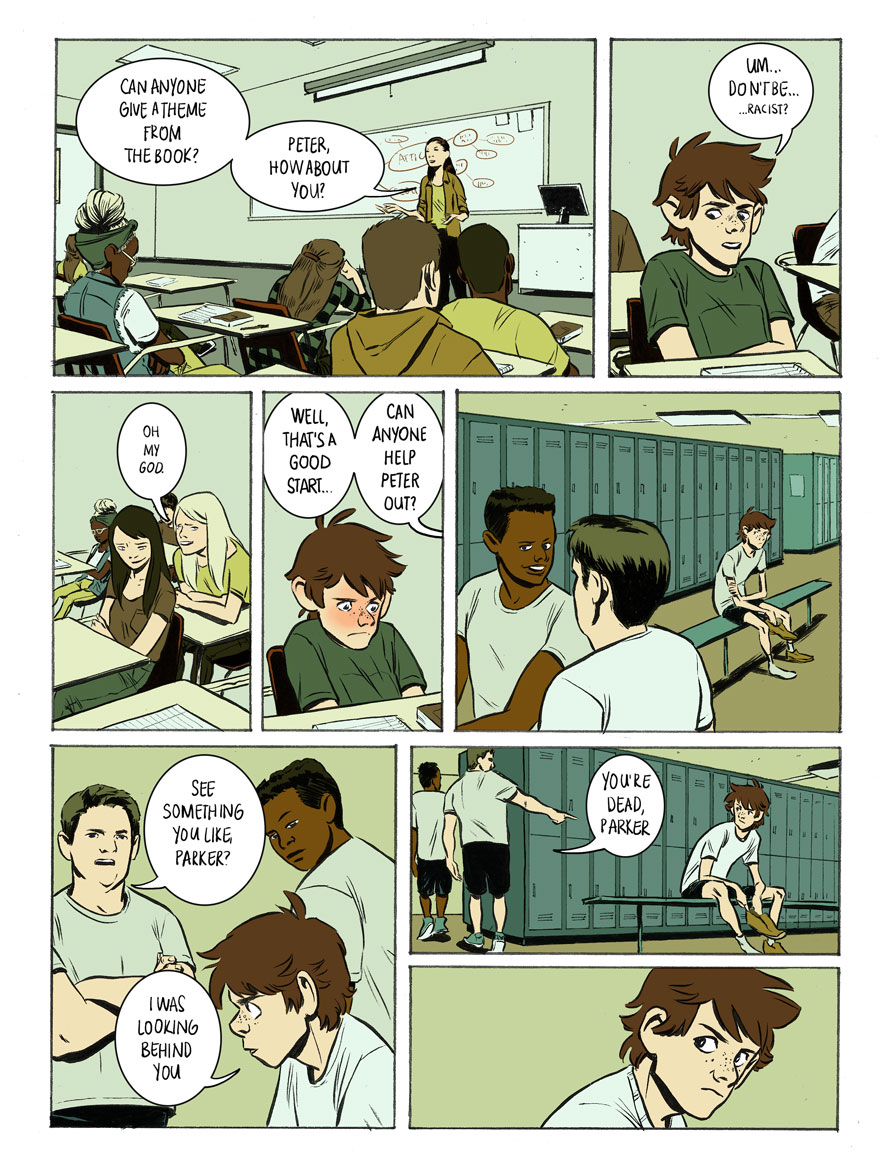 CAN ANYONE
GIVE A THEME
FROM
THE BOOK?
PETER,
HOW ABOUT
YOU?
ATTIC
UM...
DON'T BE...
...RACIST?
OH
MY
GOD.
WELL,
THAT'S A
GOOD
START...
CAN
ANYONE
HELP
PETER
OUT?
SEE
SOMETHING
YOU LIKE,
PARKER?
I WAS
LOOKING
BEHIND
YOU
YOU'RE
DEAD,
PARKER